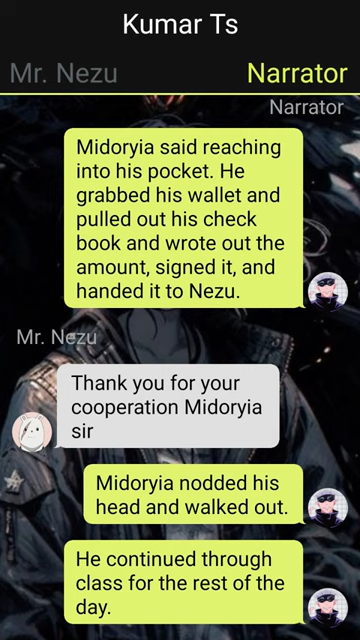 Kumar Ts
Mr. Nezu
Narrator
Narrator
Midoryia said reaching
into his pocket. He
grabbed his wallet and
pulled out his check
book and wrote out the
amount, signed it, and
handed it to Nezu.
Mr. Nezu
Thank you for your
cooperation Midoryia
sir
Midoryia nodded his
head and walked out.
He continued through
class for the rest of the
day.